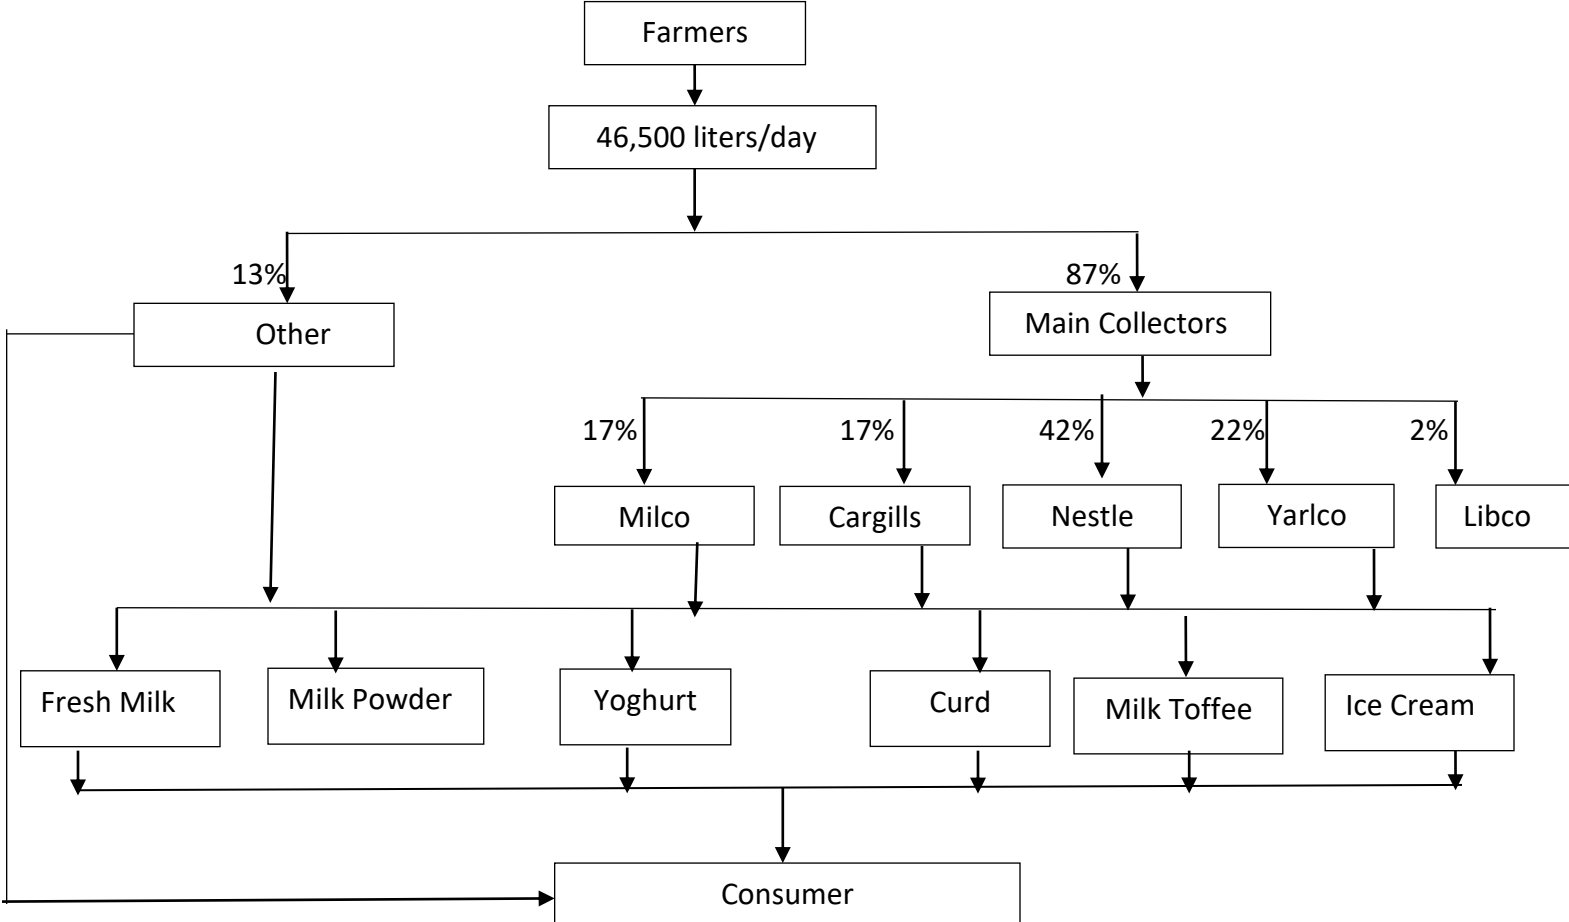 Farmers
46,500 liters/day
13%
87%
Other
Main Collectors
17%
17%
42%
22%
2%
Milco
Cargills
Nestle
Yarlco
Libco
Fresh Milk
Milk Powder
Yoghurt
Curd
Milk Toffee
Ice Cream
Consumer